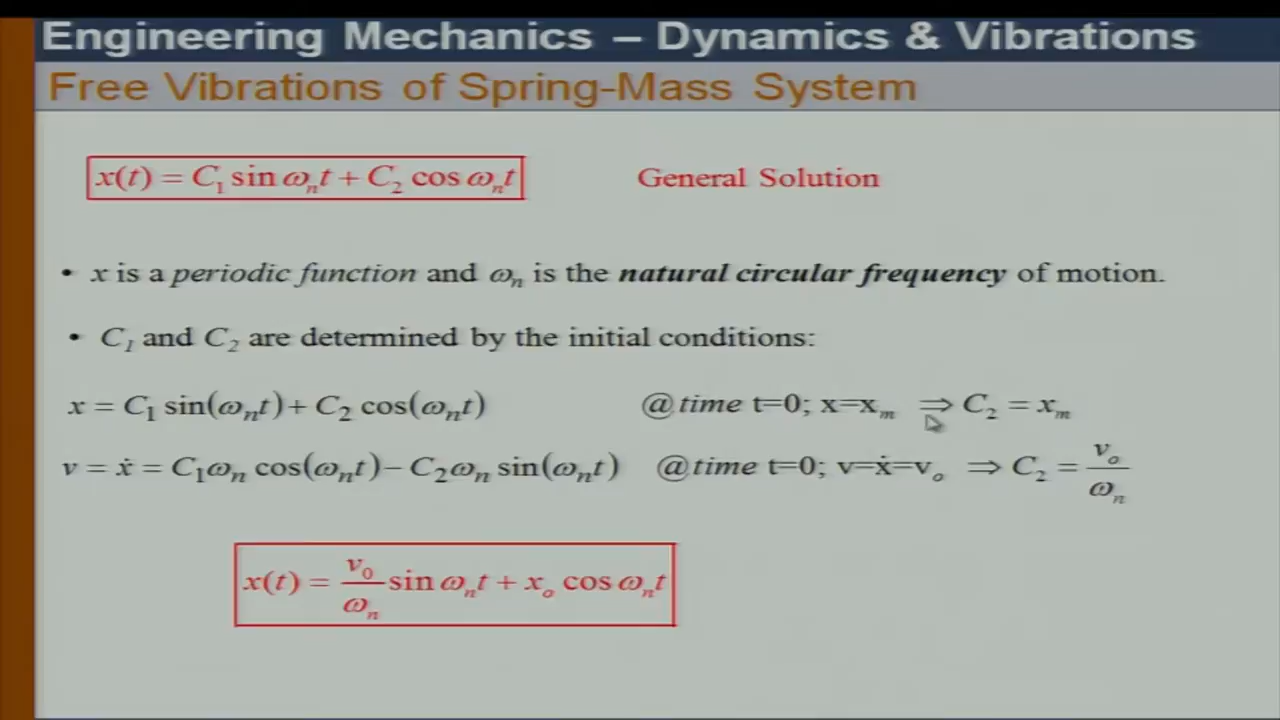 Engineering Mechanics – Dynamics & Vibrations
Free Vibrations of Spring-Mass System
x(t) = C₁ sin ωₙt + C₂ cos ωₙt General Solution
• x is a periodic function and ωₙ is the natural circular frequency of motion.
• C₁ and C₂ are determined by the initial conditions:
x = C₁ sin(ωₙt) + C₂ cos(ωₙt) @time t=0; x=xₘ ⇒ C₂ = xₘ
v = ẋ = C₁ωₙ cos(ωₙt) − C₂ωₙ sin(ωₙt) @time t=0; v=ẋ=vₒ ⇒ C₂ = vₒ/ωₙ
x(t) = v₀/ωₙ sin ωₙt + xₒ cos ωₙt